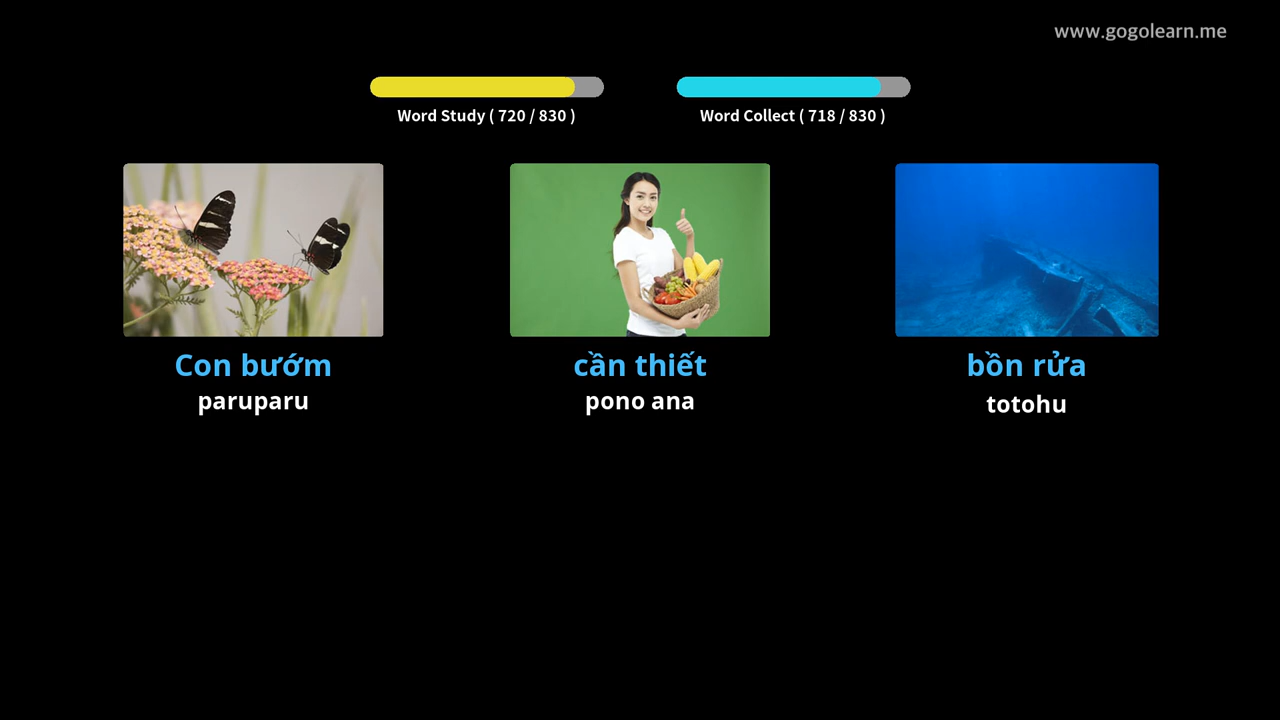 www.gogolearn.me
Word Study ( 720 / 830 )
Word Collect ( 718 / 830 )
Con bướm
paruparu
cần thiết
pono ana
bồn rửa
totohu